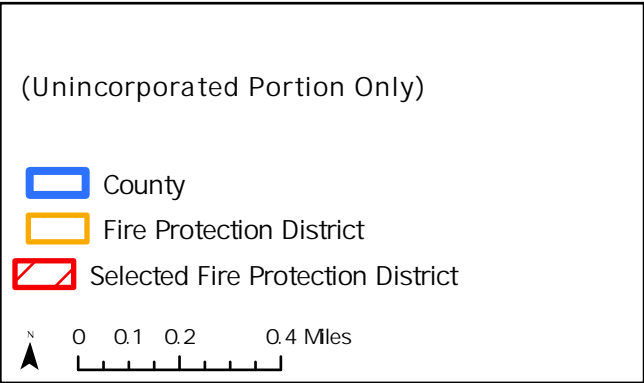 (Unincorporated Portion Only)
County
Fire Protection District
Selected Fire Protection District
N
0 0.1 0.2 0.4 Miles